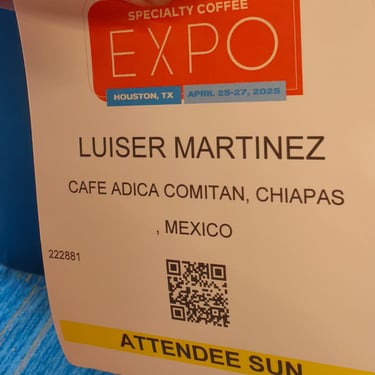 SPECIALTY COFFEE
EXPO
HOUSTON, TX APRIL 25-27, 2025
LUISER MARTINEZ
CAFE ADICA COMITAN, CHIAPAS
, MEXICO
222881
ATTENDEE SUN